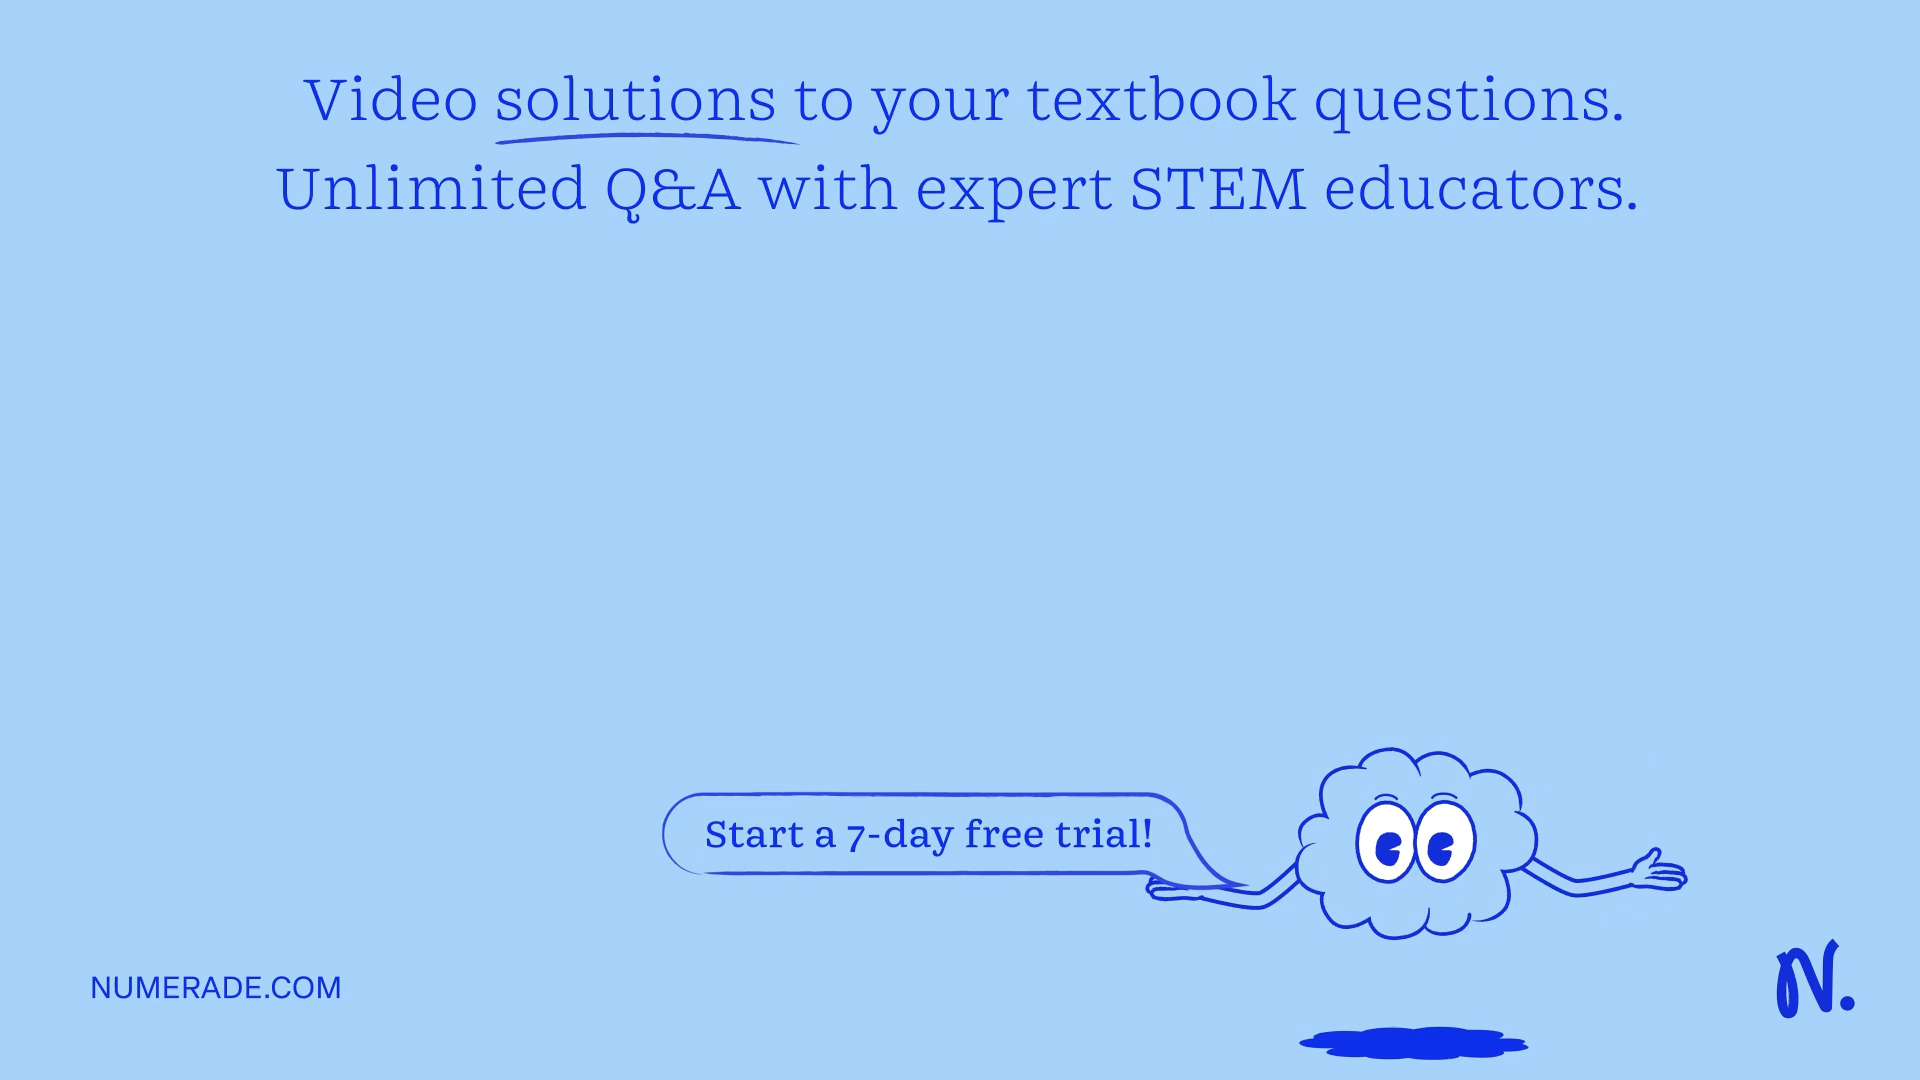 Video solutions to your textbook questions.
Unlimited Q&A with expert STEM educators.
Start a 7-day free trial!
NUMERADE.COM
N.